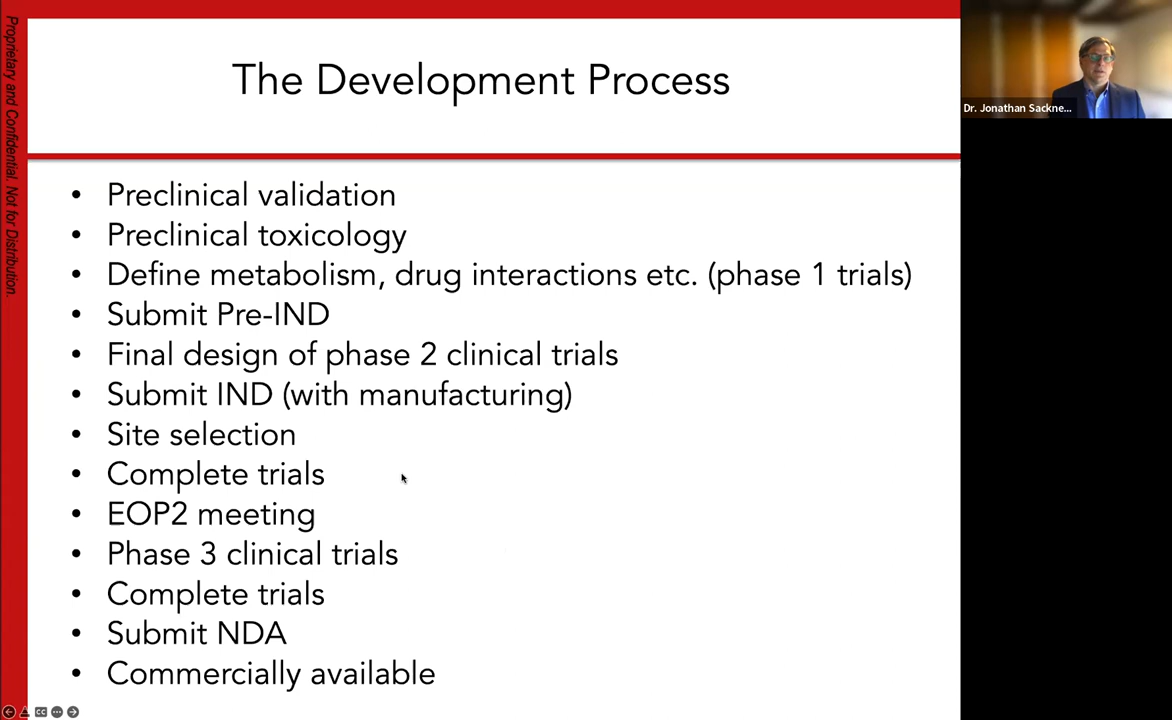 Proprietary and Confidential. Not for Distribution.
The Development Process
Dr. Jonathan Sackne...
• Preclinical validation
• Preclinical toxicology
• Define metabolism, drug interactions etc. (phase 1 trials)
• Submit Pre-IND
• Final design of phase 2 clinical trials
• Submit IND (with manufacturing)
• Site selection
• Complete trials
• EOP2 meeting
• Phase 3 clinical trials
• Complete trials
• Submit NDA
• Commercially available
CC